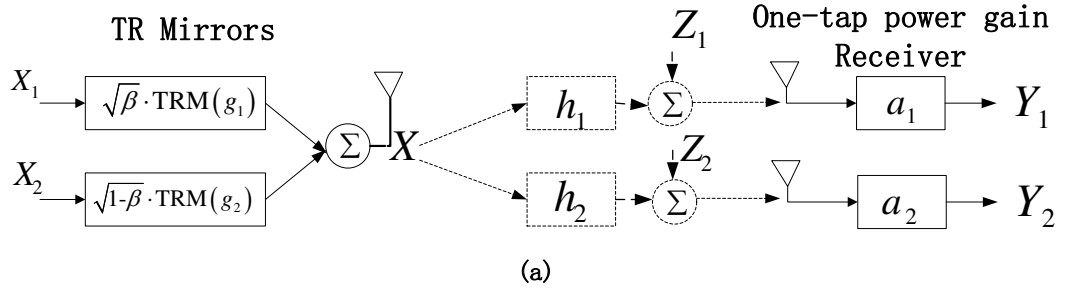 TR Mirrors
One-tap power gain
Receiver
X₁
√β · TRM(g₁)
Σ
X
h₁
Z₁
Σ
a₁
Y₁
X₂
√1-β · TRM(g₂)
h₂
Z₂
Σ
a₂
Y₂
(a)